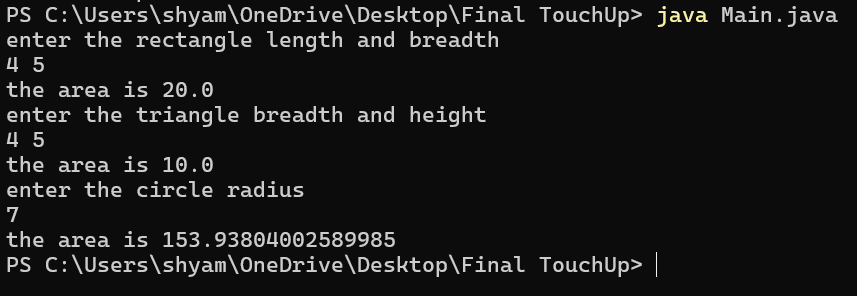 PS C:\Users\shyam\OneDrive\Desktop\Final TouchUp> java Main.java
enter the rectangle length and breadth
4 5
the area is 20.0
enter the triangle breadth and height
4 5
the area is 10.0
enter the circle radius
7
the area is 153.93804002589985
PS C:\Users\shyam\OneDrive\Desktop\Final TouchUp>